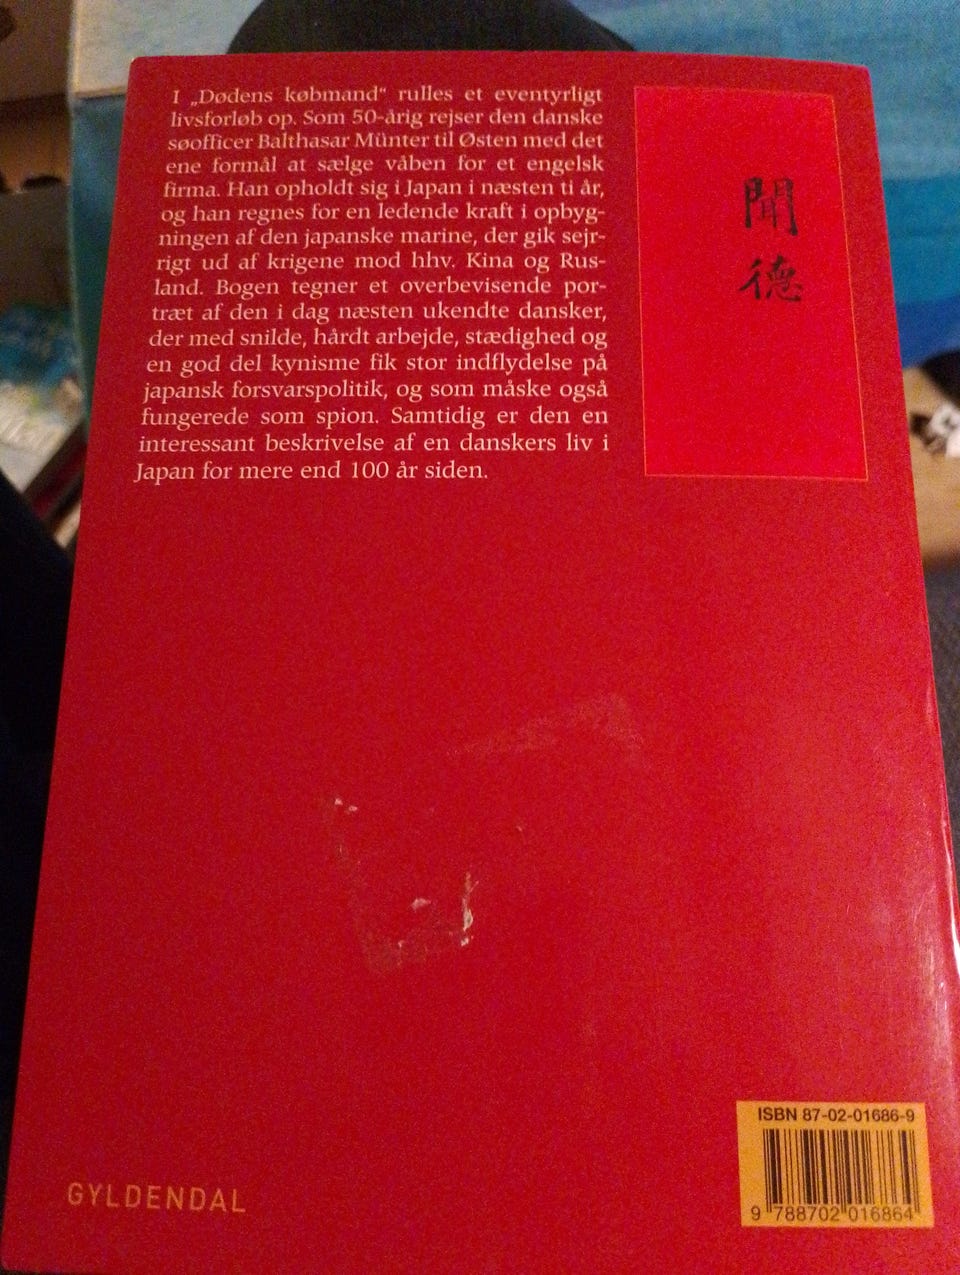 I „Dødens købmand“ rulles et eventyrligt
livsforløb op. Som 50-årig rejser den danske
søofficer Balthasar Münter til Østen med det
ene formål at sælge våben for et engelsk
firma. Han opholdt sig i Japan i næsten ti år,
og han regnes for en ledende kraft i opbyg-
ningen af den japanske marine, der gik sejr-
rigt ud af krigene mod hhv. Kina og Rus-
land. Bogen tegner et overbevisende por-
træt af den i dag næsten ukendte dansker,
der med snilde, hårdt arbejde, stædighed og
en god del kynisme fik stor indflydelse på
japansk forsvarspolitik, og som måske også
fungerede som spion. Samtidig er den en
interessant beskrivelse af en danskers liv i
Japan for mere end 100 år siden.
聞
德
GYLDENDAL
ISBN 87-02-01686-9
9 788702 016864